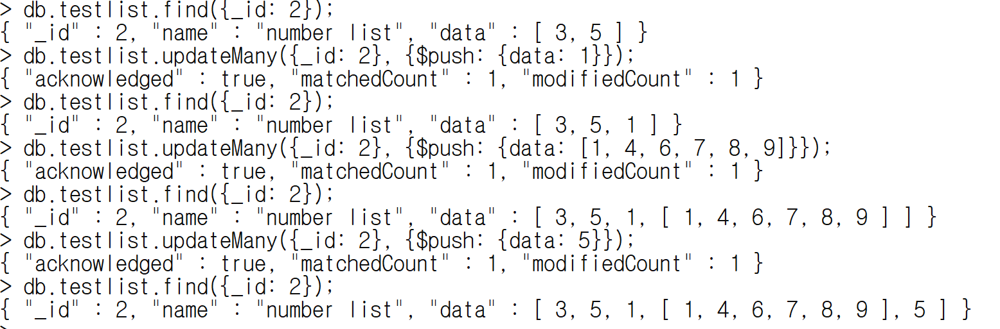 > db.testlist.find({_id: 2});
{ "_id" : 2, "name" : "number list", "data" : [ 3, 5 ] }
> db.testlist.updateMany({_id: 2}, {$push: {data: 1}});
{ "acknowledged" : true, "matchedCount" : 1, "modifiedCount" : 1 }
> db.testlist.find({_id: 2});
{ "_id" : 2, "name" : "number list", "data" : [ 3, 5, 1 ] }
> db.testlist.updateMany({_id: 2}, {$push: {data: [1, 4, 6, 7, 8, 9]}});
{ "acknowledged" : true, "matchedCount" : 1, "modifiedCount" : 1 }
> db.testlist.find({_id: 2});
{ "_id" : 2, "name" : "number list", "data" : [ 3, 5, 1, [ 1, 4, 6, 7, 8, 9 ] ] }
> db.testlist.updateMany({_id: 2}, {$push: {data: 5}});
{ "acknowledged" : true, "matchedCount" : 1, "modifiedCount" : 1 }
> db.testlist.find({_id: 2});
{ "_id" : 2, "name" : "number list", "data" : [ 3, 5, 1, [ 1, 4, 6, 7, 8, 9 ], 5 ] }